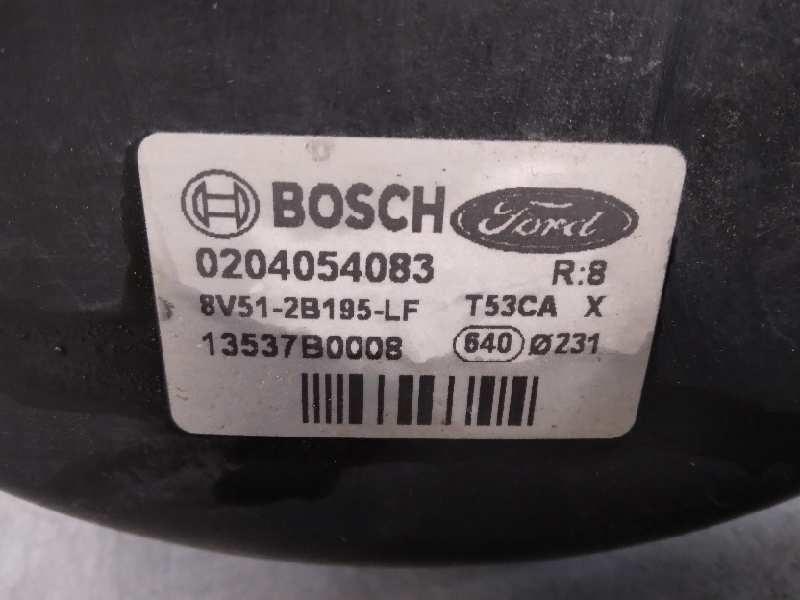 BOSCH Ford
0204054083 R:8
8V51-2B195-LF T53CA X
13537B0008 640 Ø231